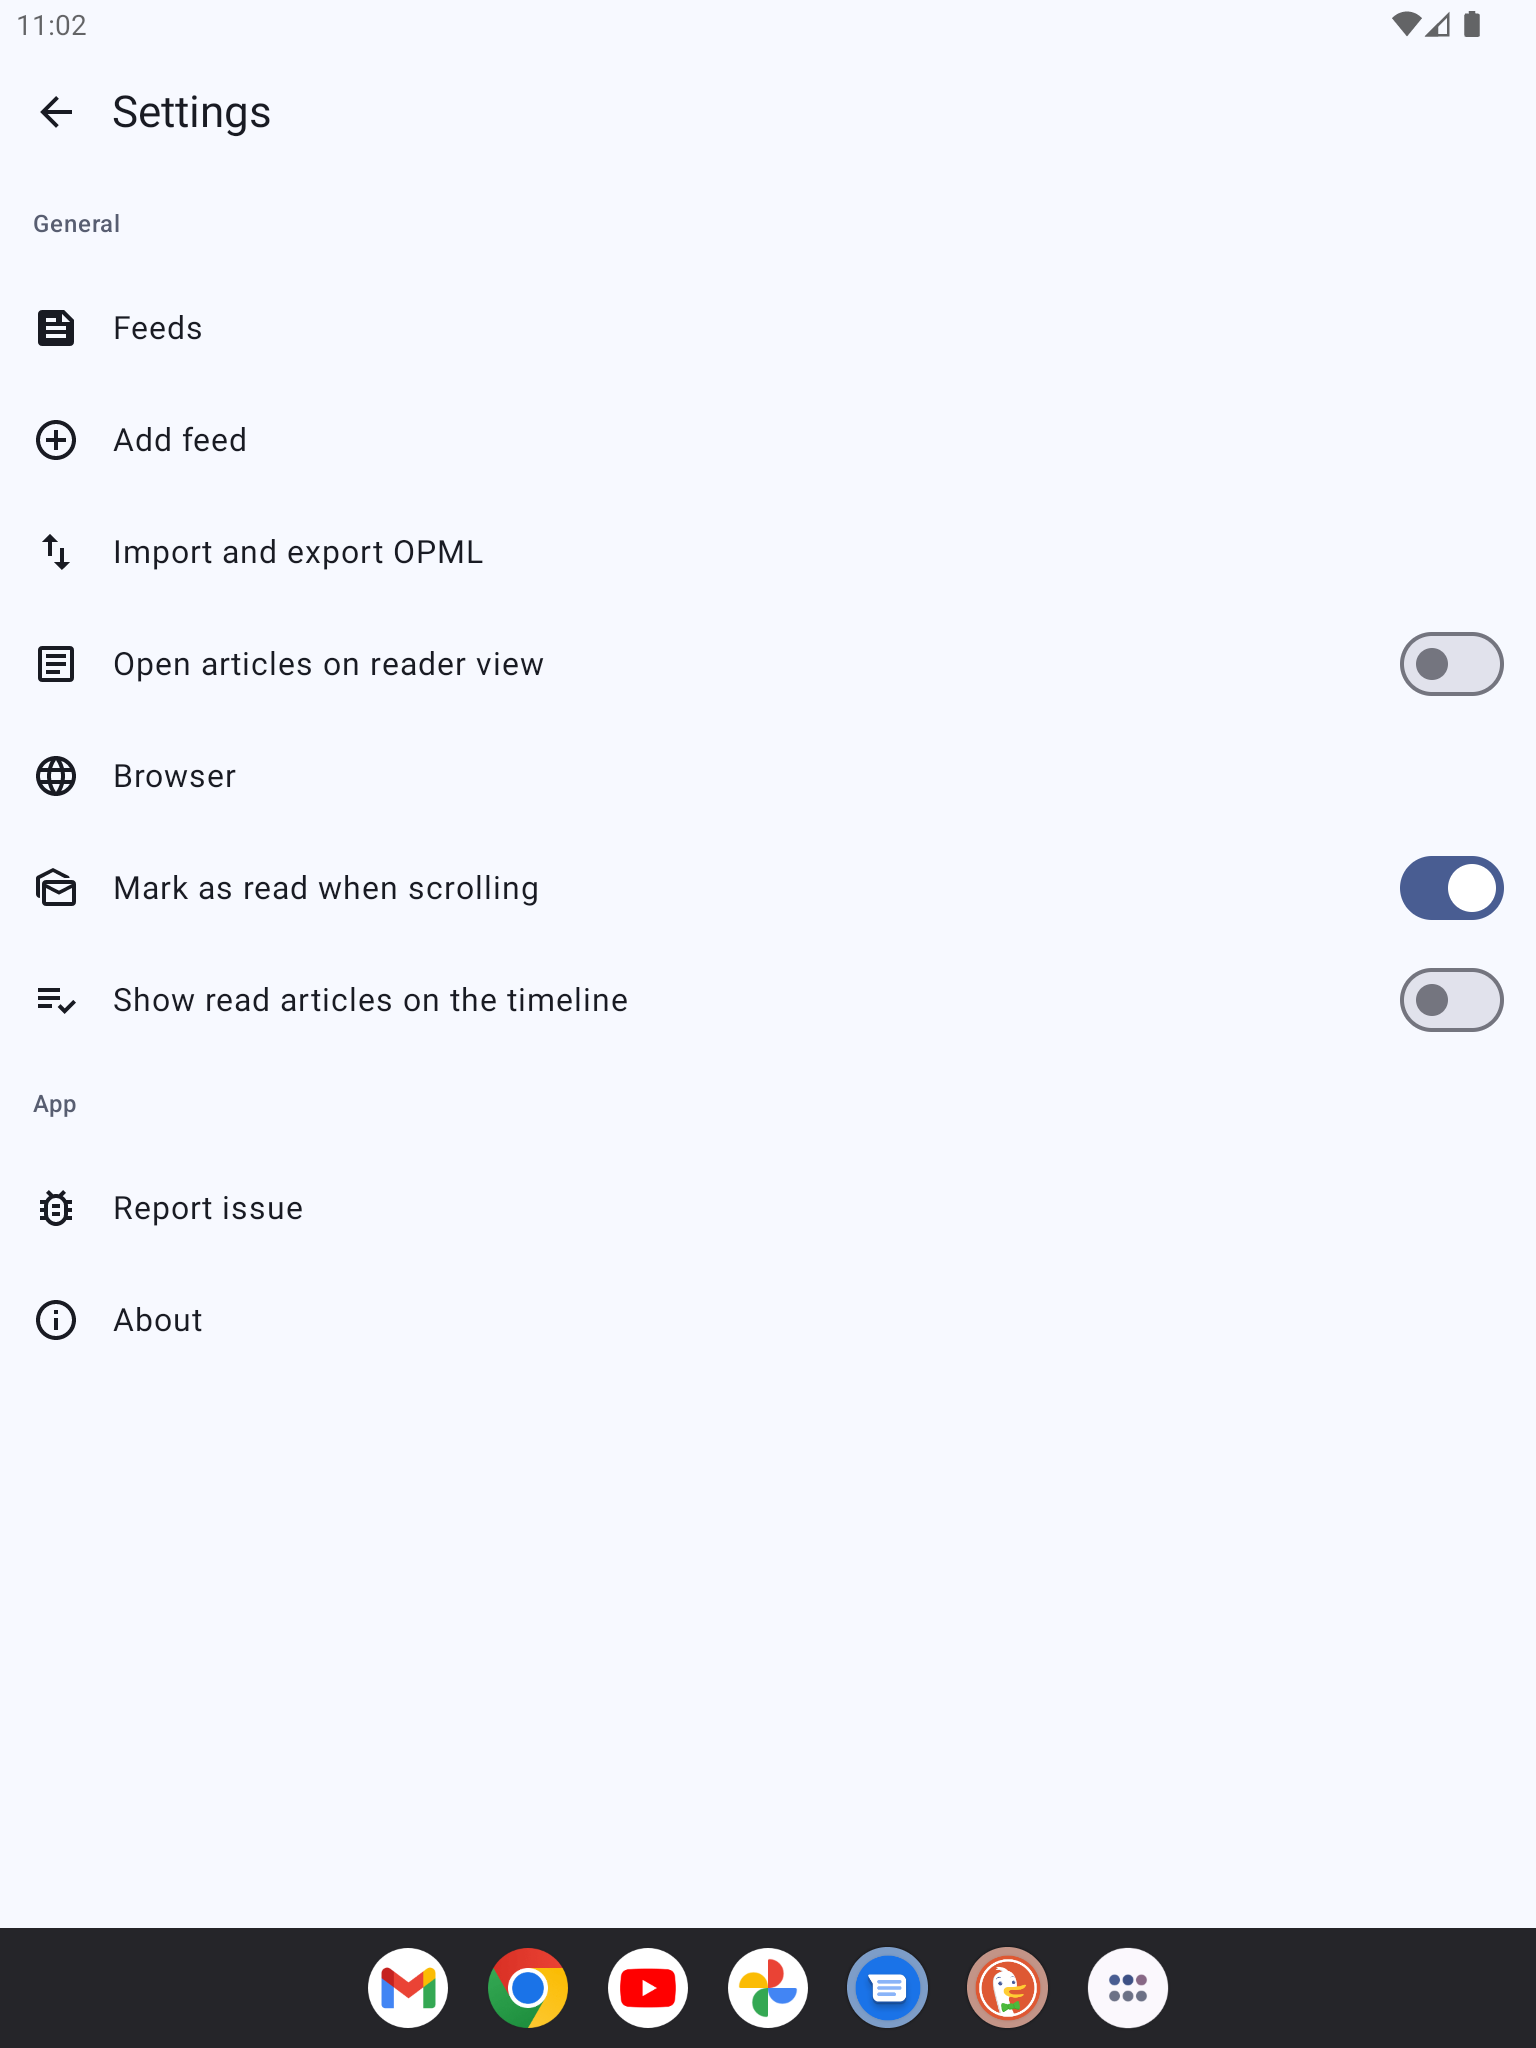 11:02
Settings
General
Feeds
Add feed
Import and export OPML
Open articles on reader view
Browser
Mark as read when scrolling
Show read articles on the timeline
App
Report issue
About